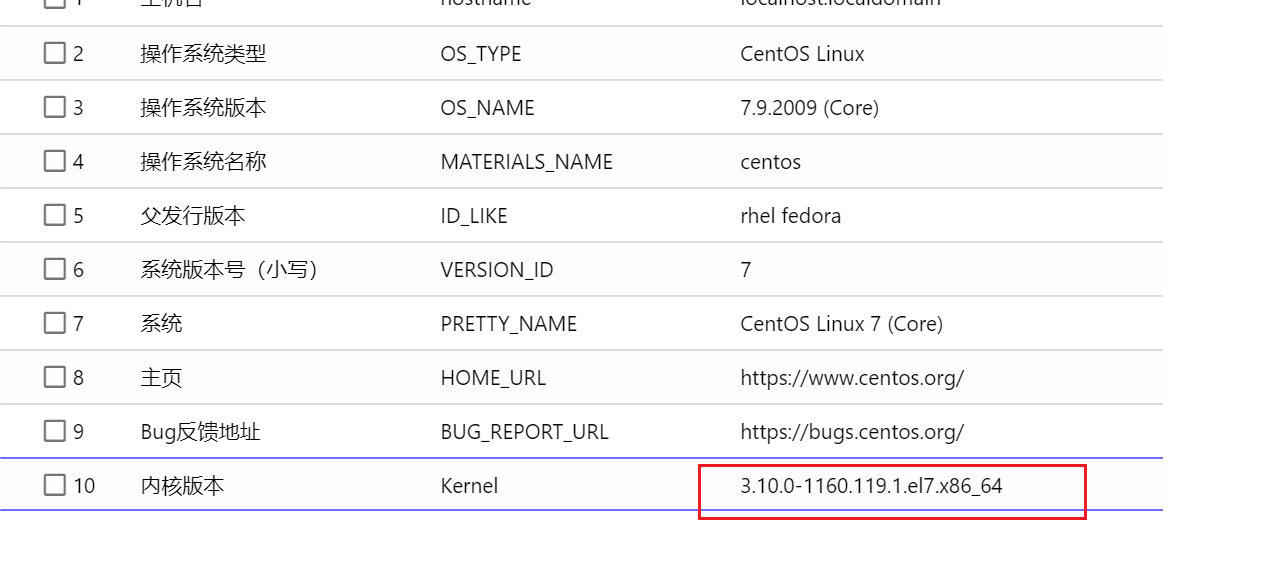 1 主机名 hostname localhost.localdomain
2 操作系统类型 OS_TYPE CentOS Linux
3 操作系统版本 OS_NAME 7.9.2009 (Core)
4 操作系统名称 MATERIALS_NAME centos
5 父发行版本 ID_LIKE rhel fedora
6 系统版本号（小写） VERSION_ID 7
7 系统 PRETTY_NAME CentOS Linux 7 (Core)
8 主页 HOME_URL https://www.centos.org/
9 Bug反馈地址 BUG_REPORT_URL https://bugs.centos.org/
10 内核版本 Kernel 3.10.0-1160.119.1.el7.x86_64